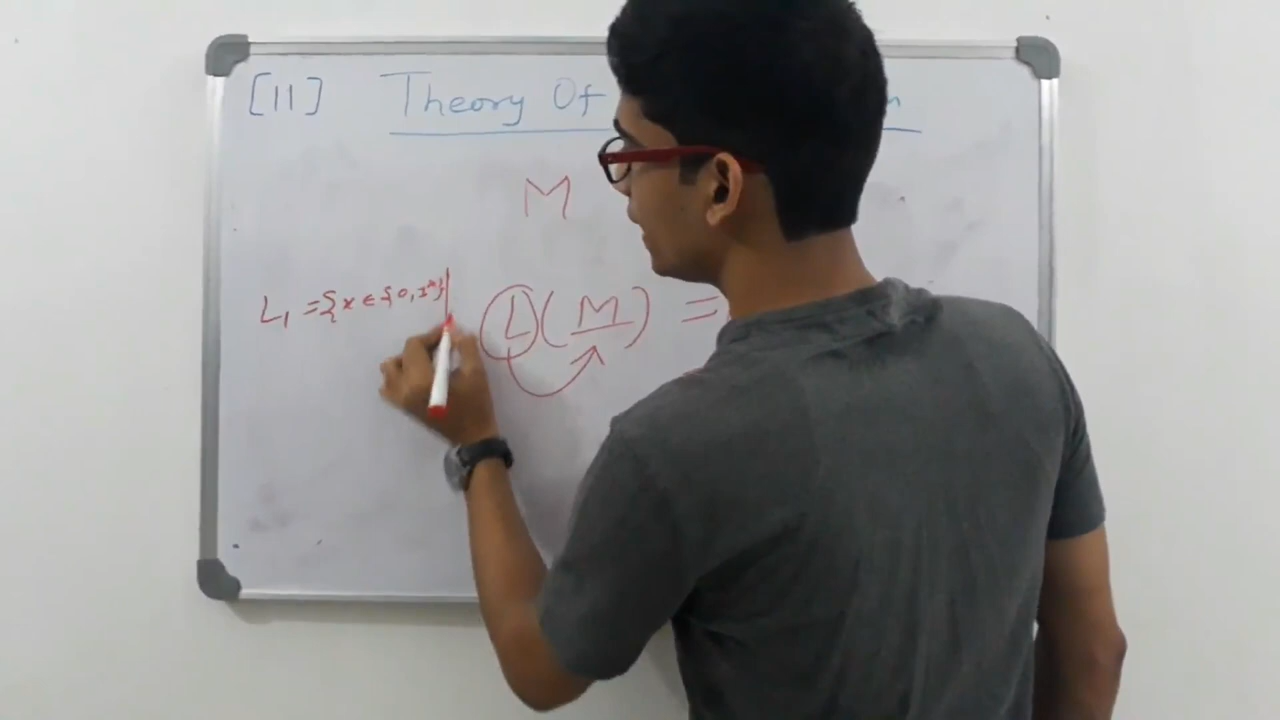 [11] Theory Of n
M
L₁ = {x ∈ {0,1*}|
L(M) =